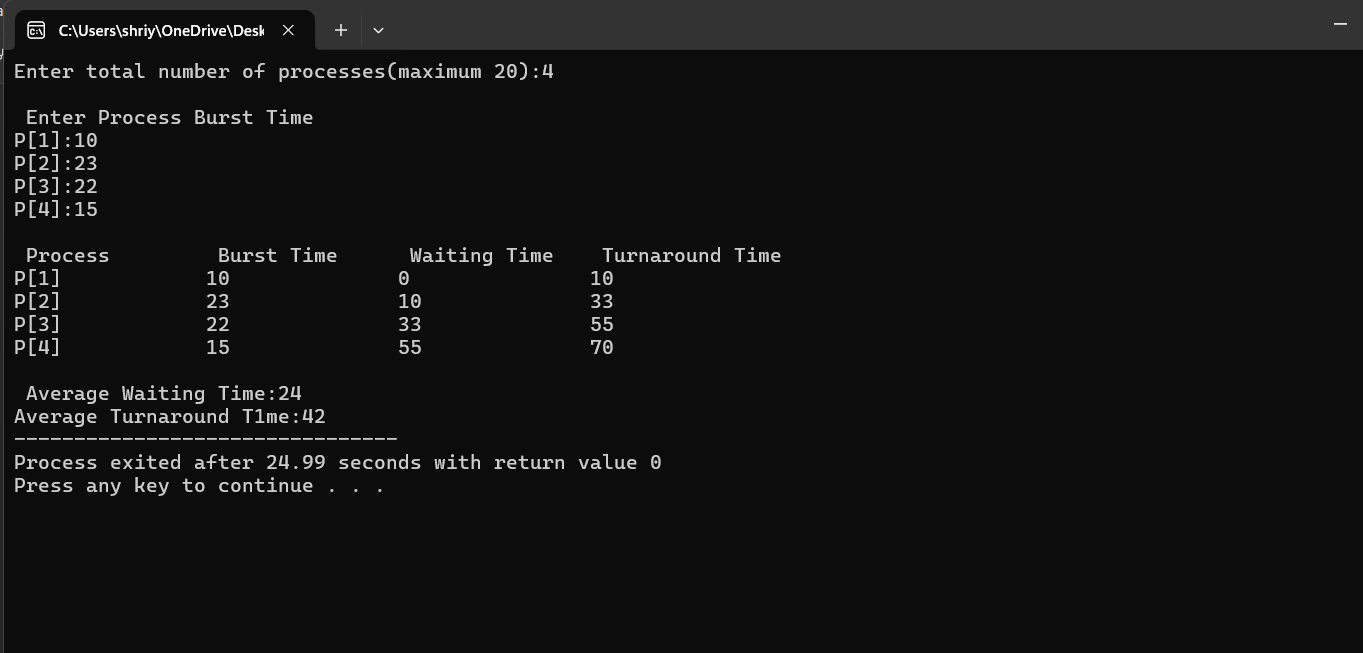 C:\Users\shriy\OneDrive\Desk
Enter total number of processes(maximum 20):4
Enter Process Burst Time
P[1]:10
P[2]:23
P[3]:22
P[4]:15
Process Burst Time Waiting Time Turnaround Time
P[1] 10 0 10
P[2] 23 10 33
P[3] 22 33 55
P[4] 15 55 70
Average Waiting Time:24
Average Turnaround T1me:42
--------------------------------
Process exited after 24.99 seconds with return value 0
Press any key to continue . . .